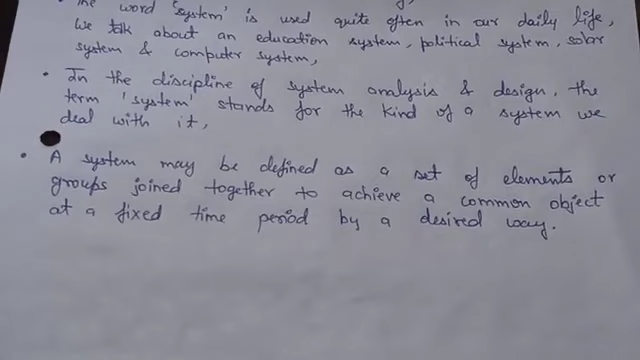 The word 'system' is used quite often in our daily life,
We talk about an education system, political system, solar
system & computer system,
• In the discipline of system analysis & design, the
term 'system' stands for the kind of a system we
deal with it,
• A system may be defined as a set of elements or
groups joined together to achieve a common object
at a fixed time period by a desired way.